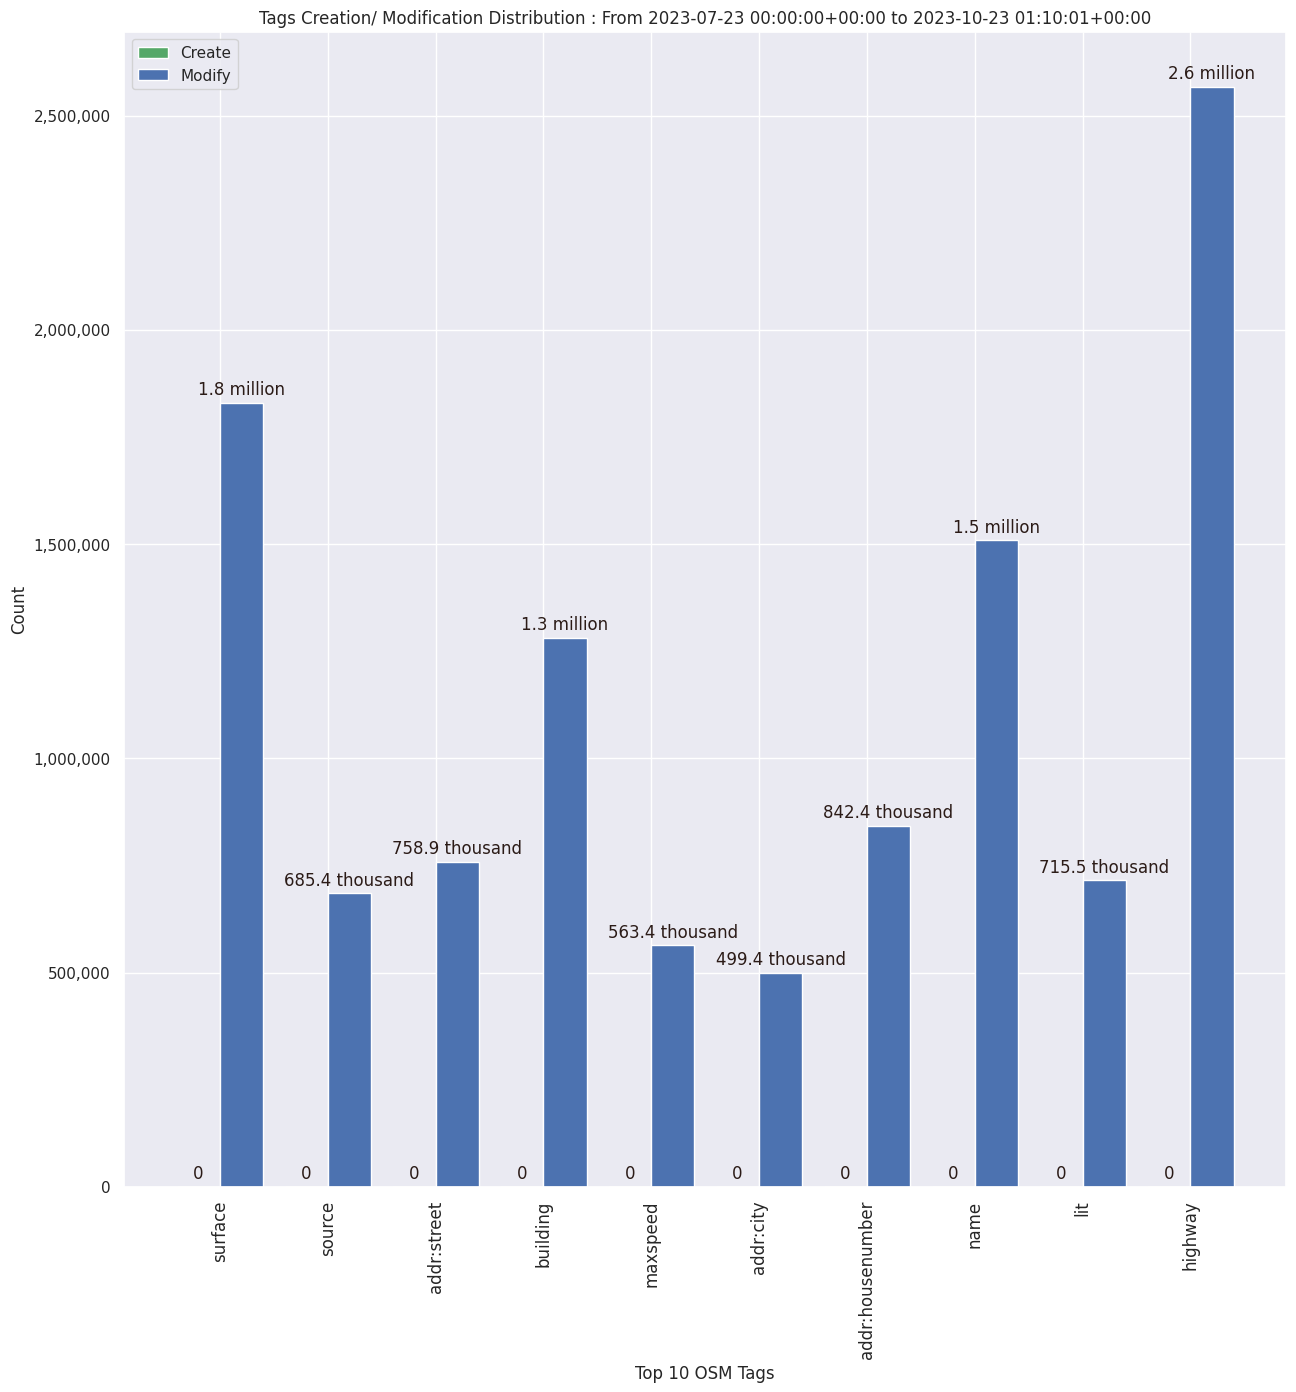 Tags Creation/ Modification Distribution : From 2023-07-23 00:00:00+00:00 to 2023-10-23 01:10:01+00:00
Create
Modify
2.6 million
2,500,000
2,000,000
1.8 million
1.5 million
1,500,000
1.3 million
Count
1,000,000
842.4 thousand
758.9 thousand
715.5 thousand
685.4 thousand
563.4 thousand
499.4 thousand
500,000
0 0 0 0 0 0 0 0 0 0
0
surface
source
addr:street
building
maxspeed
addr:city
addr:housenumber
name
lit
highway
Top 10 OSM Tags